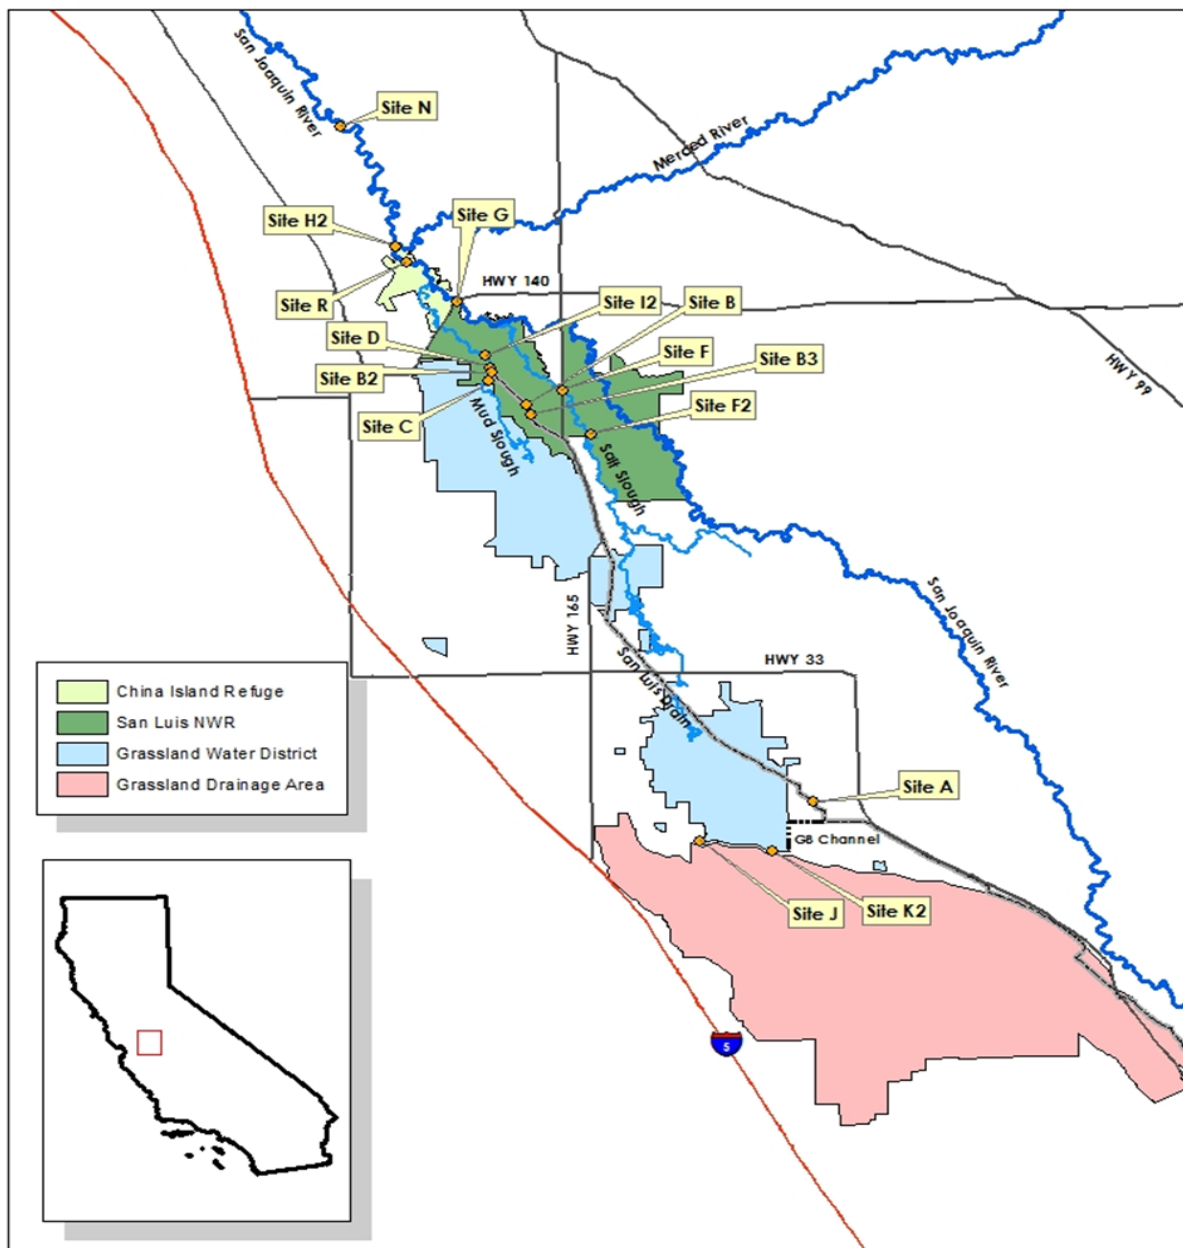 San Joaquin River
Site N
Merced River
Site H2
Site G
HWY 140
Site R
Site I2
Site B
Site D
Site F
Site B3
HWY 99
Site B2
Site F2
Site C
Mud Slough
Salt Slough
San Joaquin River
HWY 165
HWY 33
San Luis Drain
China Island Refuge
San Luis NWR
Grassland Water District
Grassland Drainage Area
Site A
GB Channel
Site J
Site K2
5